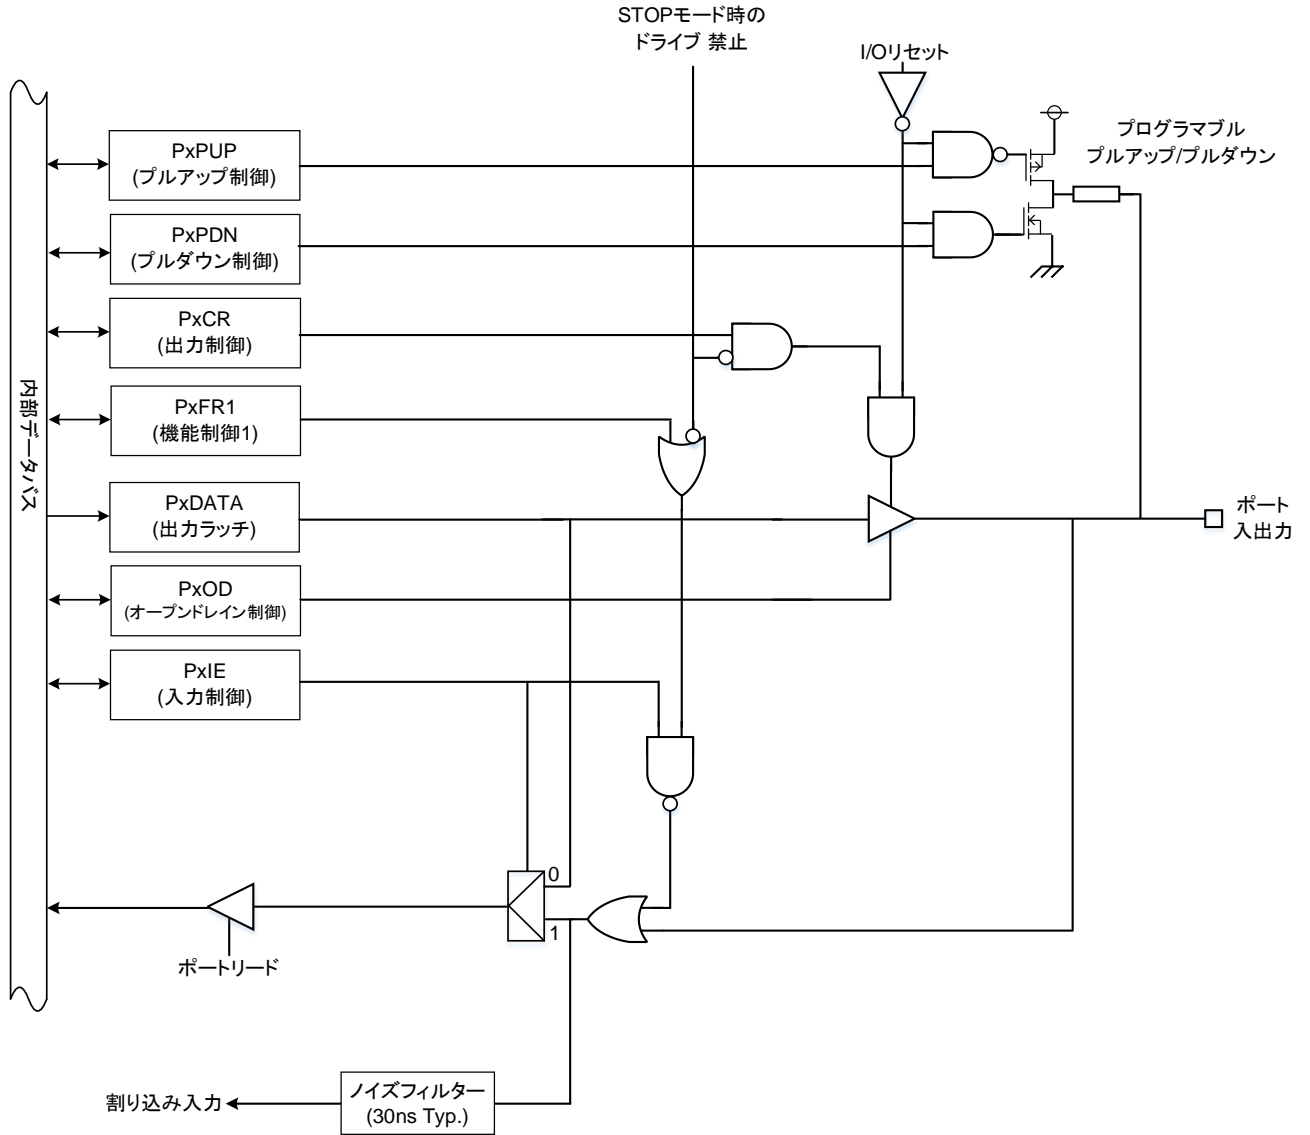 STOPモード時の
ドライブ 禁止
I/Oリセット
プログラマブル
プルアップ/プルダウン
PxPUP
(プルアップ制御)
PxPDN
(プルダウン制御)
PxCR
(出力制御)
PxFR1
(機能制御1)
内部データバス
PxDATA
(出力ラッチ)
ポート
入出力
PxOD
(オープンドレイン制御)
PxIE
(入力制御)
0
1
ポートリード
ノイズフィルター
(30ns Typ.)
割り込み入力